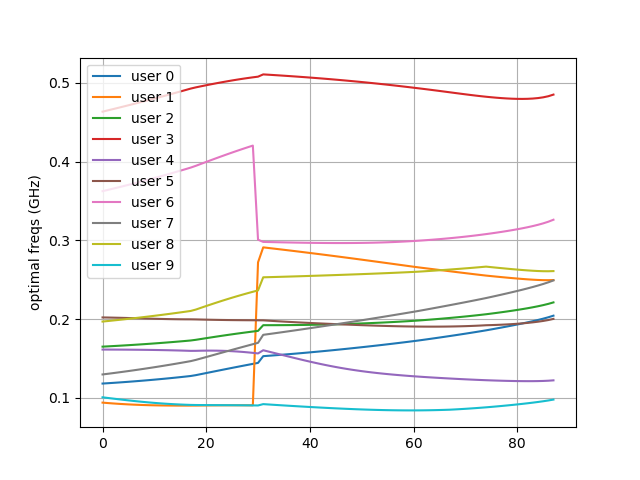 user 0
user 1
user 2
user 3
user 4
user 5
user 6
user 7
user 8
user 9
optimal freqs (GHz)
0.5
0.4
0.3
0.2
0.1
0 20 40 60 80